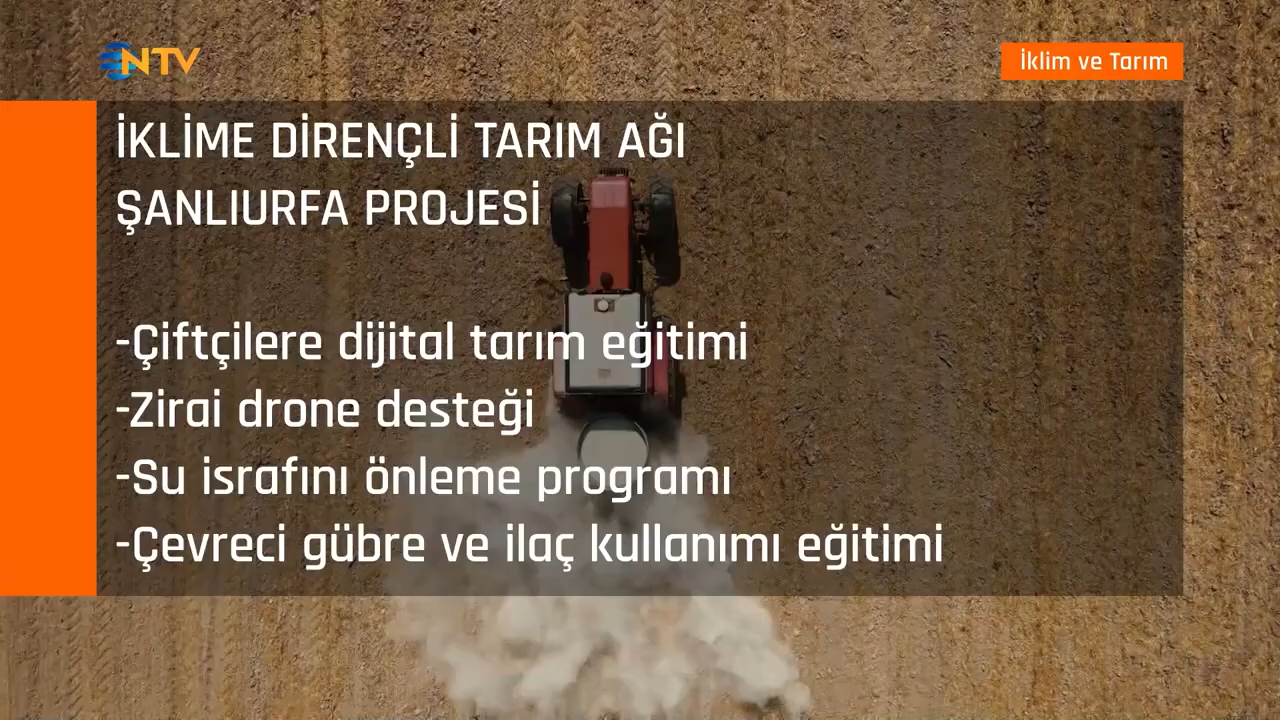 NTV
İklim ve Tarım
İKLİME DİRENÇLİ TARIM AĞI
ŞANLIURFA PROJESİ
-Çiftçilere dijital tarım eğitimi
-Zirai drone desteği
-Su israfını önleme programı
-Çevreci gübre ve ilaç kullanımı eğitimi